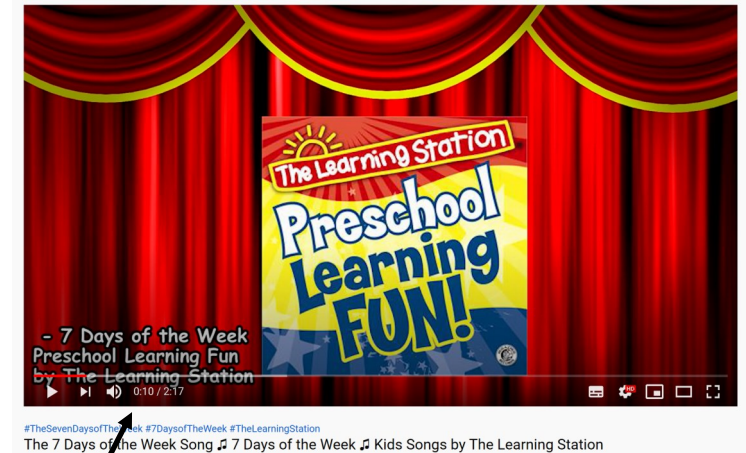 The Learning Station
Preschool
Learning
FUN!
- 7 Days of the Week
Preschool Learning Fun
by The Learning Station
0:10 / 2:17
HD
#TheSevenDaysofTheWeek #7DaysofTheWeek #TheLearningStation
The 7 Days of the Week Song ♫ 7 Days of the Week ♫ Kids Songs by The Learning Station